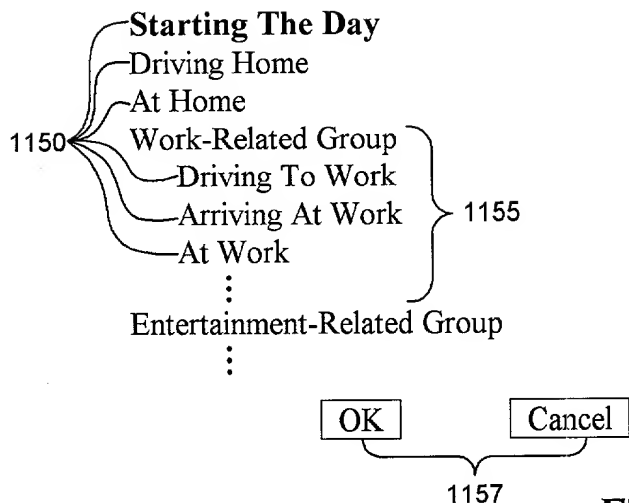 Starting The Day
Driving Home
At Home
1150
Work-Related Group
Driving To Work
Arriving At Work
1155
At Work
Entertainment-Related Group
OK
Cancel
1157